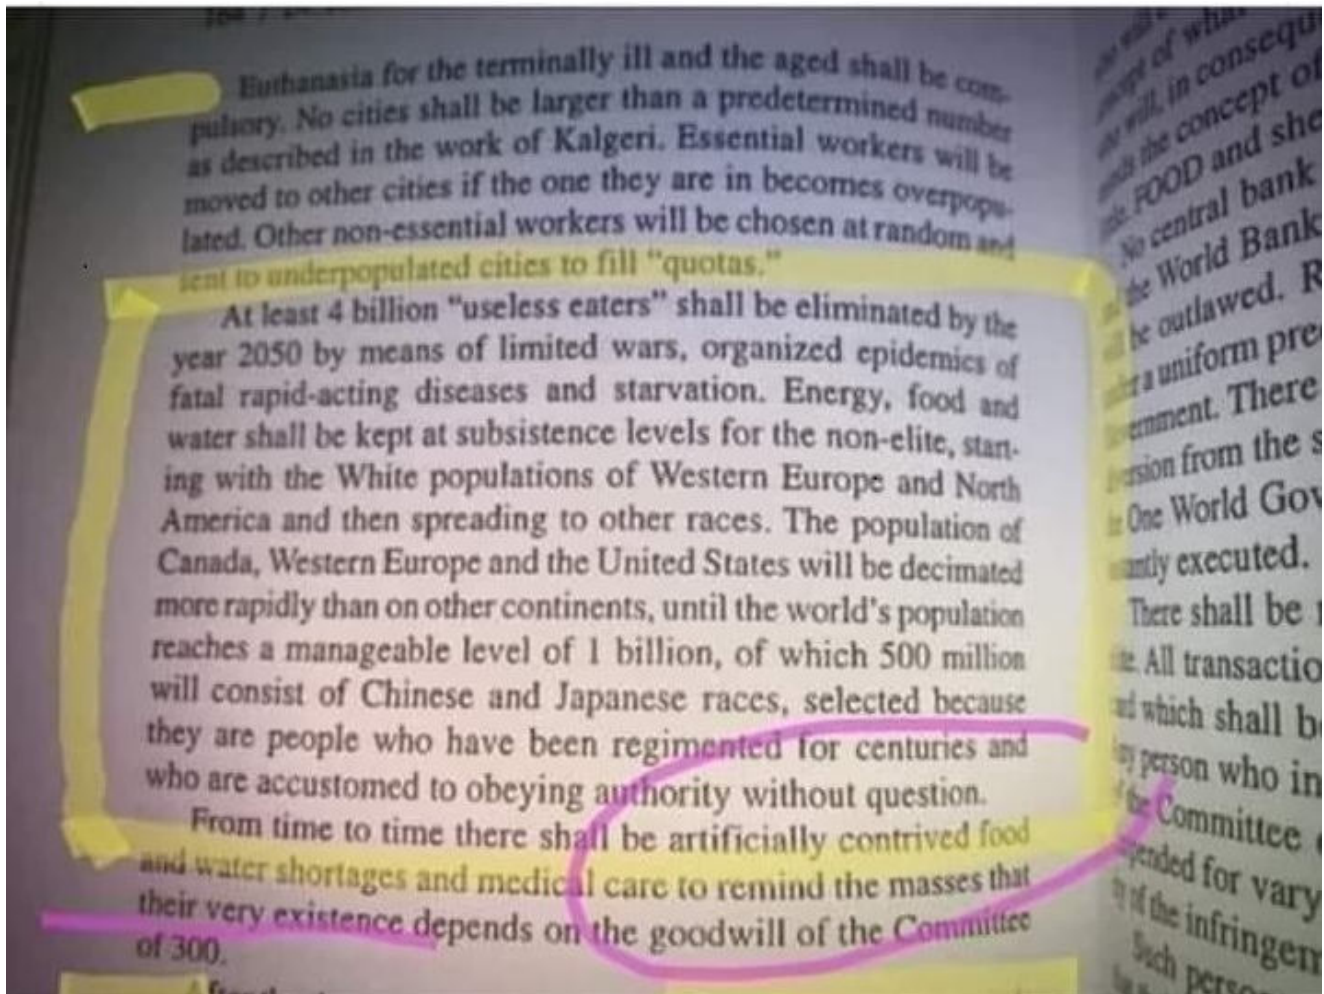 Euthanasia for the terminally ill and the aged shall be com-
pulsory. No cities shall be larger than a predetermined number
as described in the work of Kalgeri. Essential workers will be
moved to other cities if the one they are in becomes overpopu-
lated. Other non-essential workers will be chosen at random and
sent to underpopulated cities to fill "quotas."
At least 4 billion "useless eaters" shall be eliminated by the
year 2050 by means of limited wars, organized epidemics of
fatal rapid-acting diseases and starvation. Energy, food and
water shall be kept at subsistence levels for the non-elite, start-
ing with the White populations of Western Europe and North
America and then spreading to other races. The population of
Canada, Western Europe and the United States will be decimated
more rapidly than on other continents, until the world's population
reaches a manageable level of 1 billion, of which 500 million
will consist of Chinese and Japanese races, selected because
they are people who have been regimented for centuries and
who are accustomed to obeying authority without question.
From time to time there shall be artificially contrived food
and water shortages and medical care to remind the masses that
their very existence depends on the goodwill of the Committee
of 300.
of what
will, in consequ
the concept of
FOOD and she
No central bank
the World Bank
be outlawed. R
a uniform pre
There
from the s
One World Gov
executed.
There shall be
All transactio
which shall b
person who in
the Committee
for vary
of the infringem
Such perso